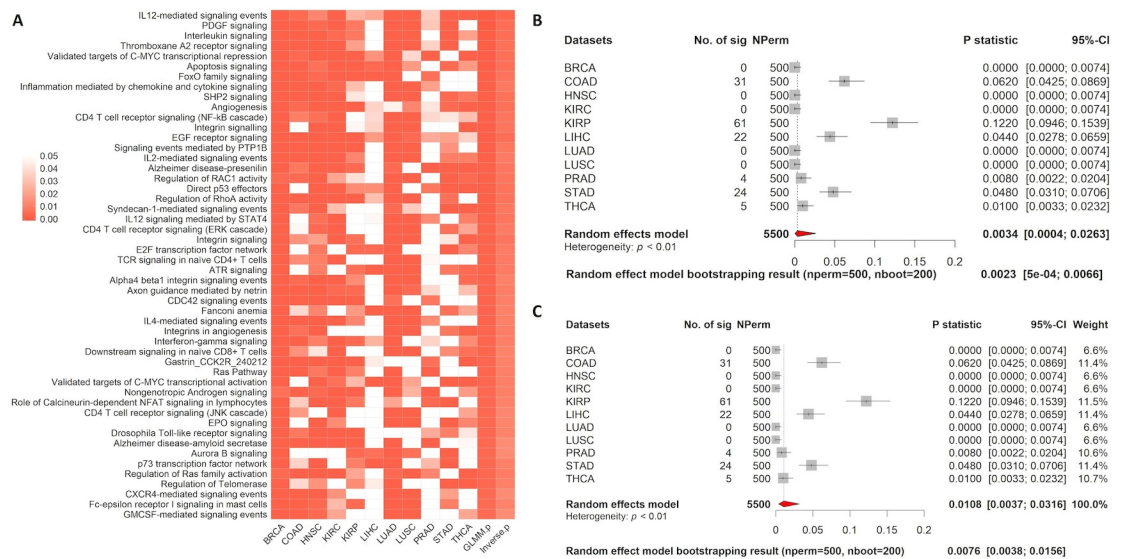 A
IL12-mediated signaling events
PDGF signaling
Interleukin signaling
Thromboxane A2 receptor signaling
Validated targets of C-MYC transcriptional repression
Apoptosis signaling
FoxO family signaling
Inflammation mediated by chemokine and cytokine signaling
SHP2 signaling
Angiogenesis
CD4 T cell receptor signaling (NF-kB cascade)
Integrin signaling
EGF receptor signaling
Signaling events mediated by PTP1B
IL2-mediated signaling events
Alzheimer disease-presenilin
Regulation of RAC1 activity
Direct p53 effectors
Regulation of RhoA activity
Syndecan-1-mediated signaling events
IL12 signaling mediated by STAT4
CD4 T cell receptor signaling (ERK cascade)
Integrin signaling
E2F transcription factor network
TCR signaling in naïve CD4+ T cells
ATR signaling
Alpha4 beta1 integrin signaling events
Axon guidance mediated by netrin
CDC42 signaling events
Fanconi anemia
IL4-mediated signaling events
Integrins in angiogenesis
Interferon-gamma signaling
Downstream signaling in naïve CD8+ T cells
Gastrin_CCK2R_240212
Ras Pathway
Validated targets of C-MYC transcriptional activation
Nongenotropic Androgen signaling
Role of Calcineurin-dependent NFAT signaling in lymphocytes
CD4 T cell receptor signaling (JNK cascade)
EPO signaling
Drosophila Toll-like receptor signaling
Alzheimer disease-amyloid secretase
Aurora B signaling
p73 transcription factor network
Regulation of Ras family activation
Regulation of Telomerase
CXCR4-mediated signaling events
Fc-epsilon receptor I signaling in mast cells
GMCSF-mediated signaling events
0.05
0.04
0.03
0.02
0.01
0.00
BRCA COAD HNSC KIRC KIRP LIHC LUAD LUSC PRAD STAD THCA GLMM.p Inverse.p
B
Datasets No. of sig NPerm P statistic 95%-CI
BRCA 0 500 0.0000 [0.0000; 0.0074]
COAD 31 500 0.0620 [0.0425; 0.0869]
HNSC 0 500 0.0000 [0.0000; 0.0074]
KIRC 0 500 0.0000 [0.0000; 0.0074]
KIRP 61 500 0.1220 [0.0946; 0.1539]
LIHC 22 500 0.0440 [0.0278; 0.0659]
LUAD 0 500 0.0000 [0.0000; 0.0074]
LUSC 0 500 0.0000 [0.0000; 0.0074]
PRAD 4 500 0.0080 [0.0022; 0.0204]
STAD 24 500 0.0480 [0.0310; 0.0706]
THCA 5 500 0.0100 [0.0033; 0.0232]
Random effects model 5500 0.0034 [0.0004; 0.0263]
Heterogeneity: p < 0.01
0 0.05 0.1 0.15 0.2
Random effect model bootstrapping result (nperm=500, nboot=200) 0.0023 [5e-04; 0.0066]
C
Datasets No. of sig NPerm P statistic 95%-CI Weight
BRCA 0 500 0.0000 [0.0000; 0.0074] 6.6%
COAD 31 500 0.0620 [0.0425; 0.0869] 11.4%
HNSC 0 500 0.0000 [0.0000; 0.0074] 6.6%
KIRC 0 500 0.0000 [0.0000; 0.0074] 6.6%
KIRP 61 500 0.1220 [0.0946; 0.1539] 11.5%
LIHC 22 500 0.0440 [0.0278; 0.0659] 11.4%
LUAD 0 500 0.0000 [0.0000; 0.0074] 6.6%
LUSC 0 500 0.0000 [0.0000; 0.0074] 6.6%
PRAD 4 500 0.0080 [0.0022; 0.0204] 10.6%
STAD 24 500 0.0480 [0.0310; 0.0706] 11.4%
THCA 5 500 0.0100 [0.0033; 0.0232] 10.7%
Random effects model 5500 0.0108 [0.0037; 0.0316] 100.0%
Heterogeneity: p < 0.01
0 0.05 0.1 0.15 0.2
Random effect model bootstrapping result (nperm=500, nboot=200) 0.0076 [0.0038; 0.0156]